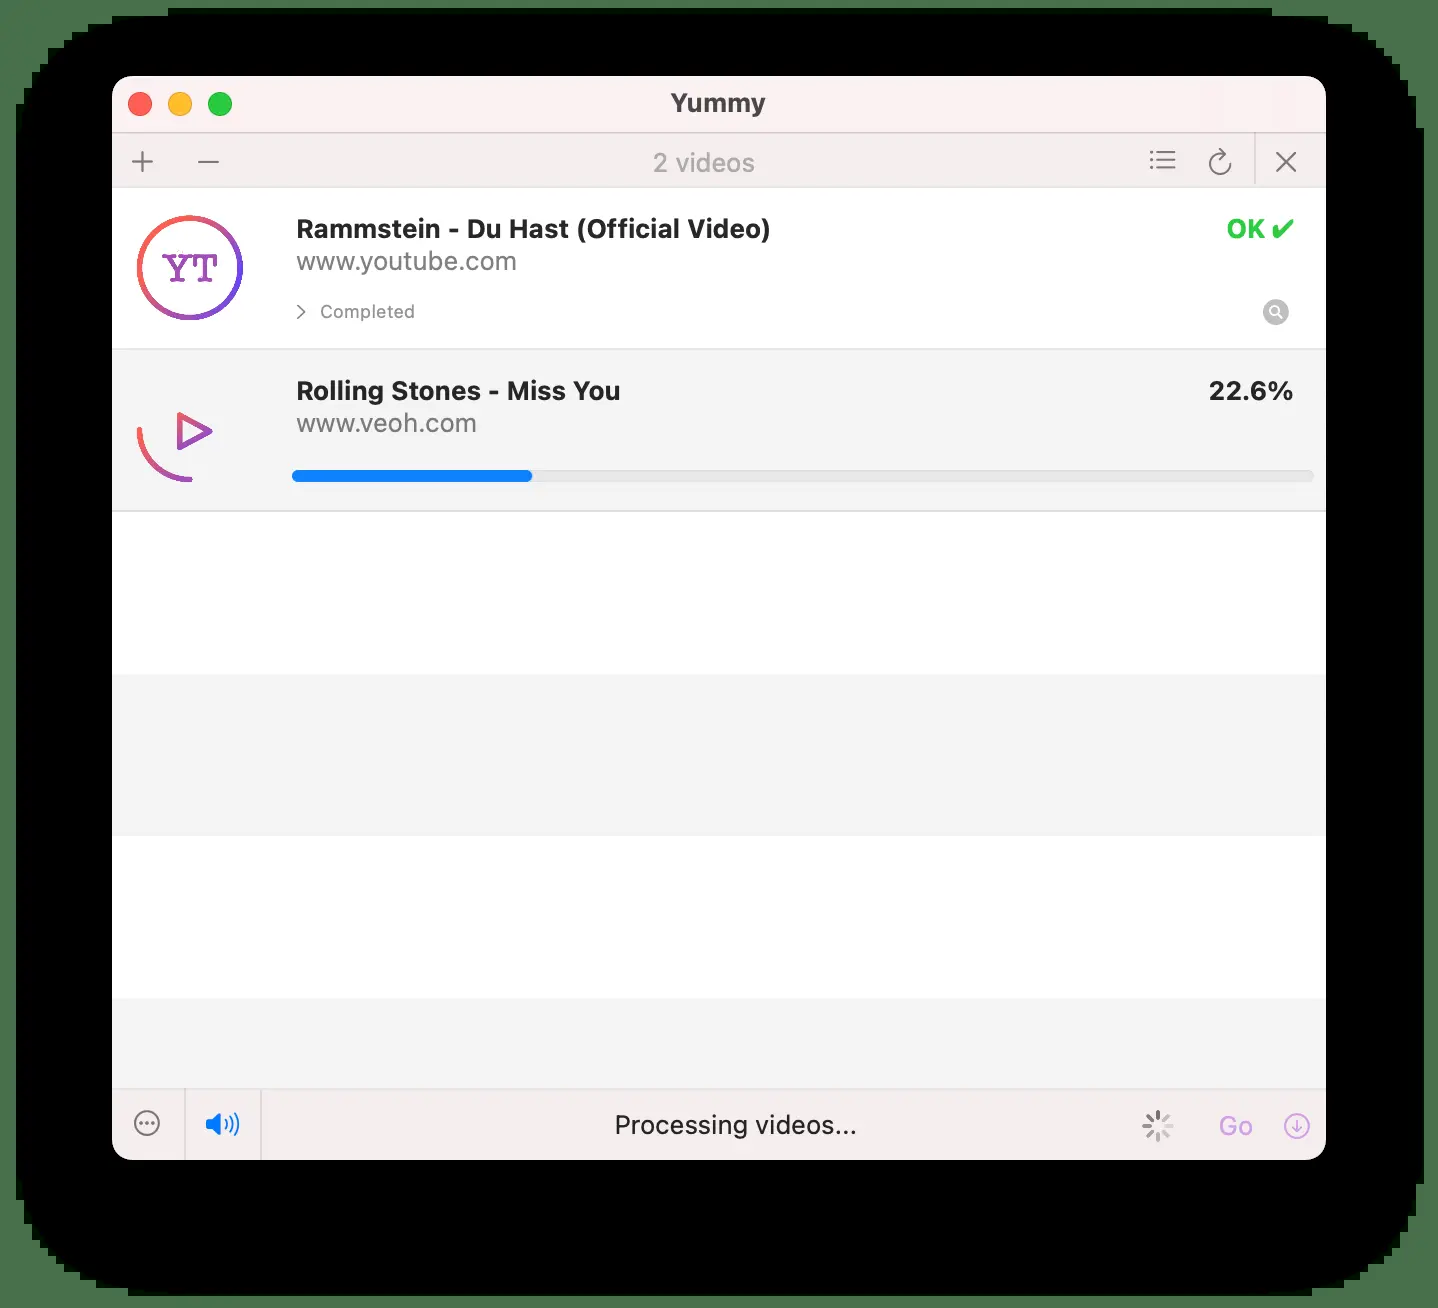 Yummy
2 videos
Rammstein - Du Hast (Official Video)
OK ✔
www.youtube.com
YT
Completed
Rolling Stones - Miss You
22.6%
www.veoh.com
Processing videos...
Go